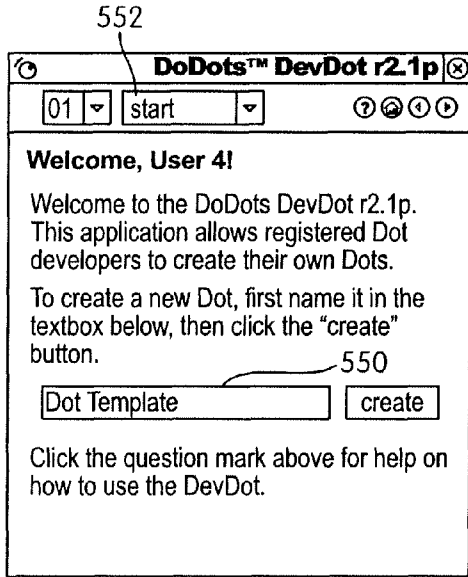 552
DoDots™ DevDot r2.1p
01 start
Welcome, User 4!
Welcome to the DoDots DevDot r2.1p.
This application allows registered Dot
developers to create their own Dots.
To create a new Dot, first name it in the
textbox below, then click the “create”
button.
550
Dot Template create
Click the question mark above for help on
how to use the DevDot.